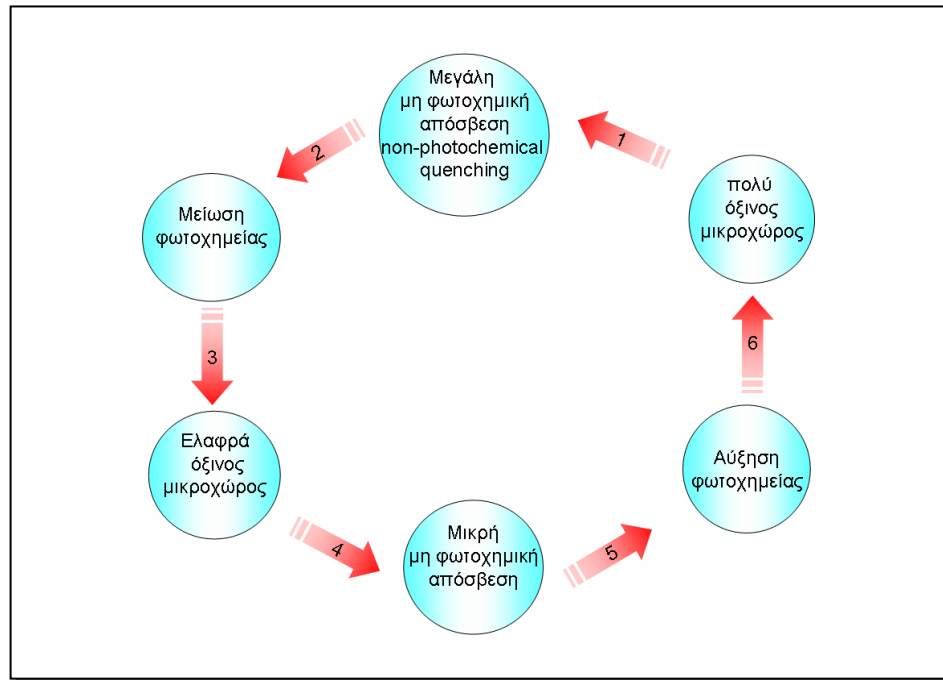 Μεγάλη
μη φωτοχημική
απόσβεση
non-photochemical
quenching
1
2
πολύ
όξινος
μικροχώρος
Μείωση
φωτοχημείας
3
6
Ελαφρά
όξινος
μικροχώρος
Αύξηση
φωτοχημείας
4
Μικρή
μη φωτοχημική
απόσβεση
5